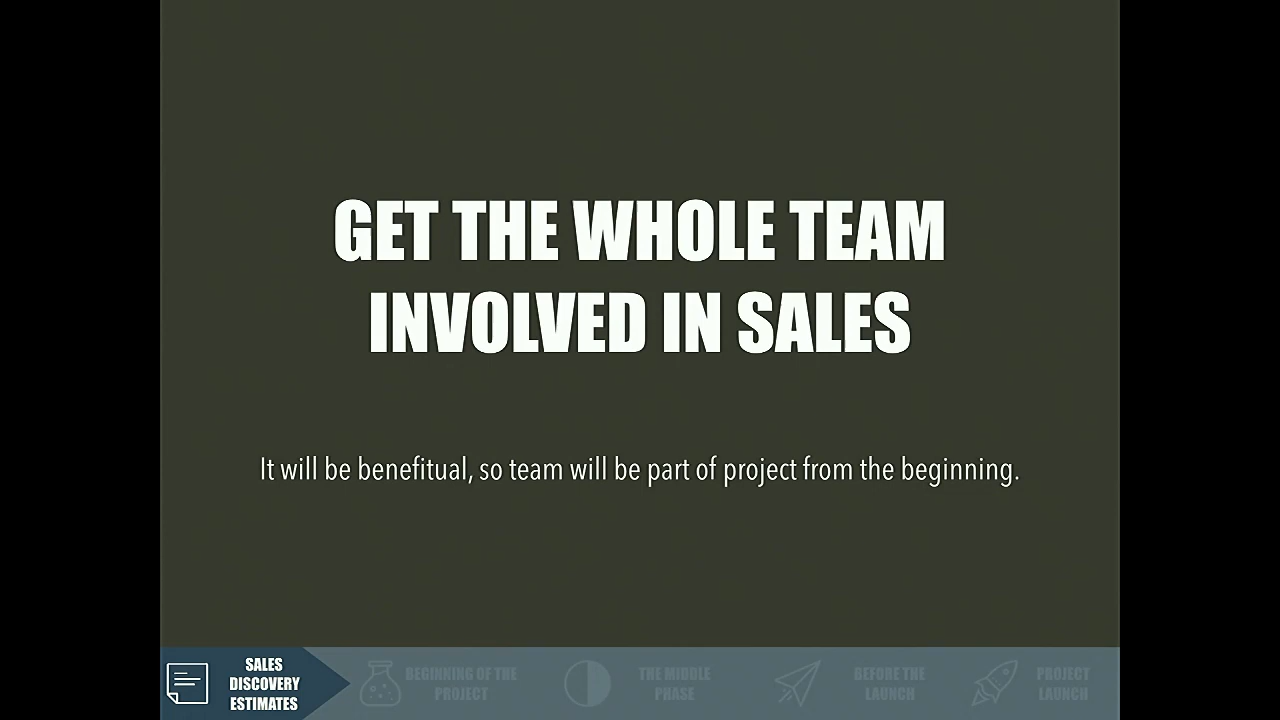 GET THE WHOLE TEAM
INVOLVED IN SALES
It will be benefitual, so team will be part of project from the beginning.
SALES
DISCOVERY
ESTIMATES
BEGINNING OF THE
PROJECT
THE MIDDLE
PHASE
BEFORE THE
LAUNCH
PROJECT
LAUNCH